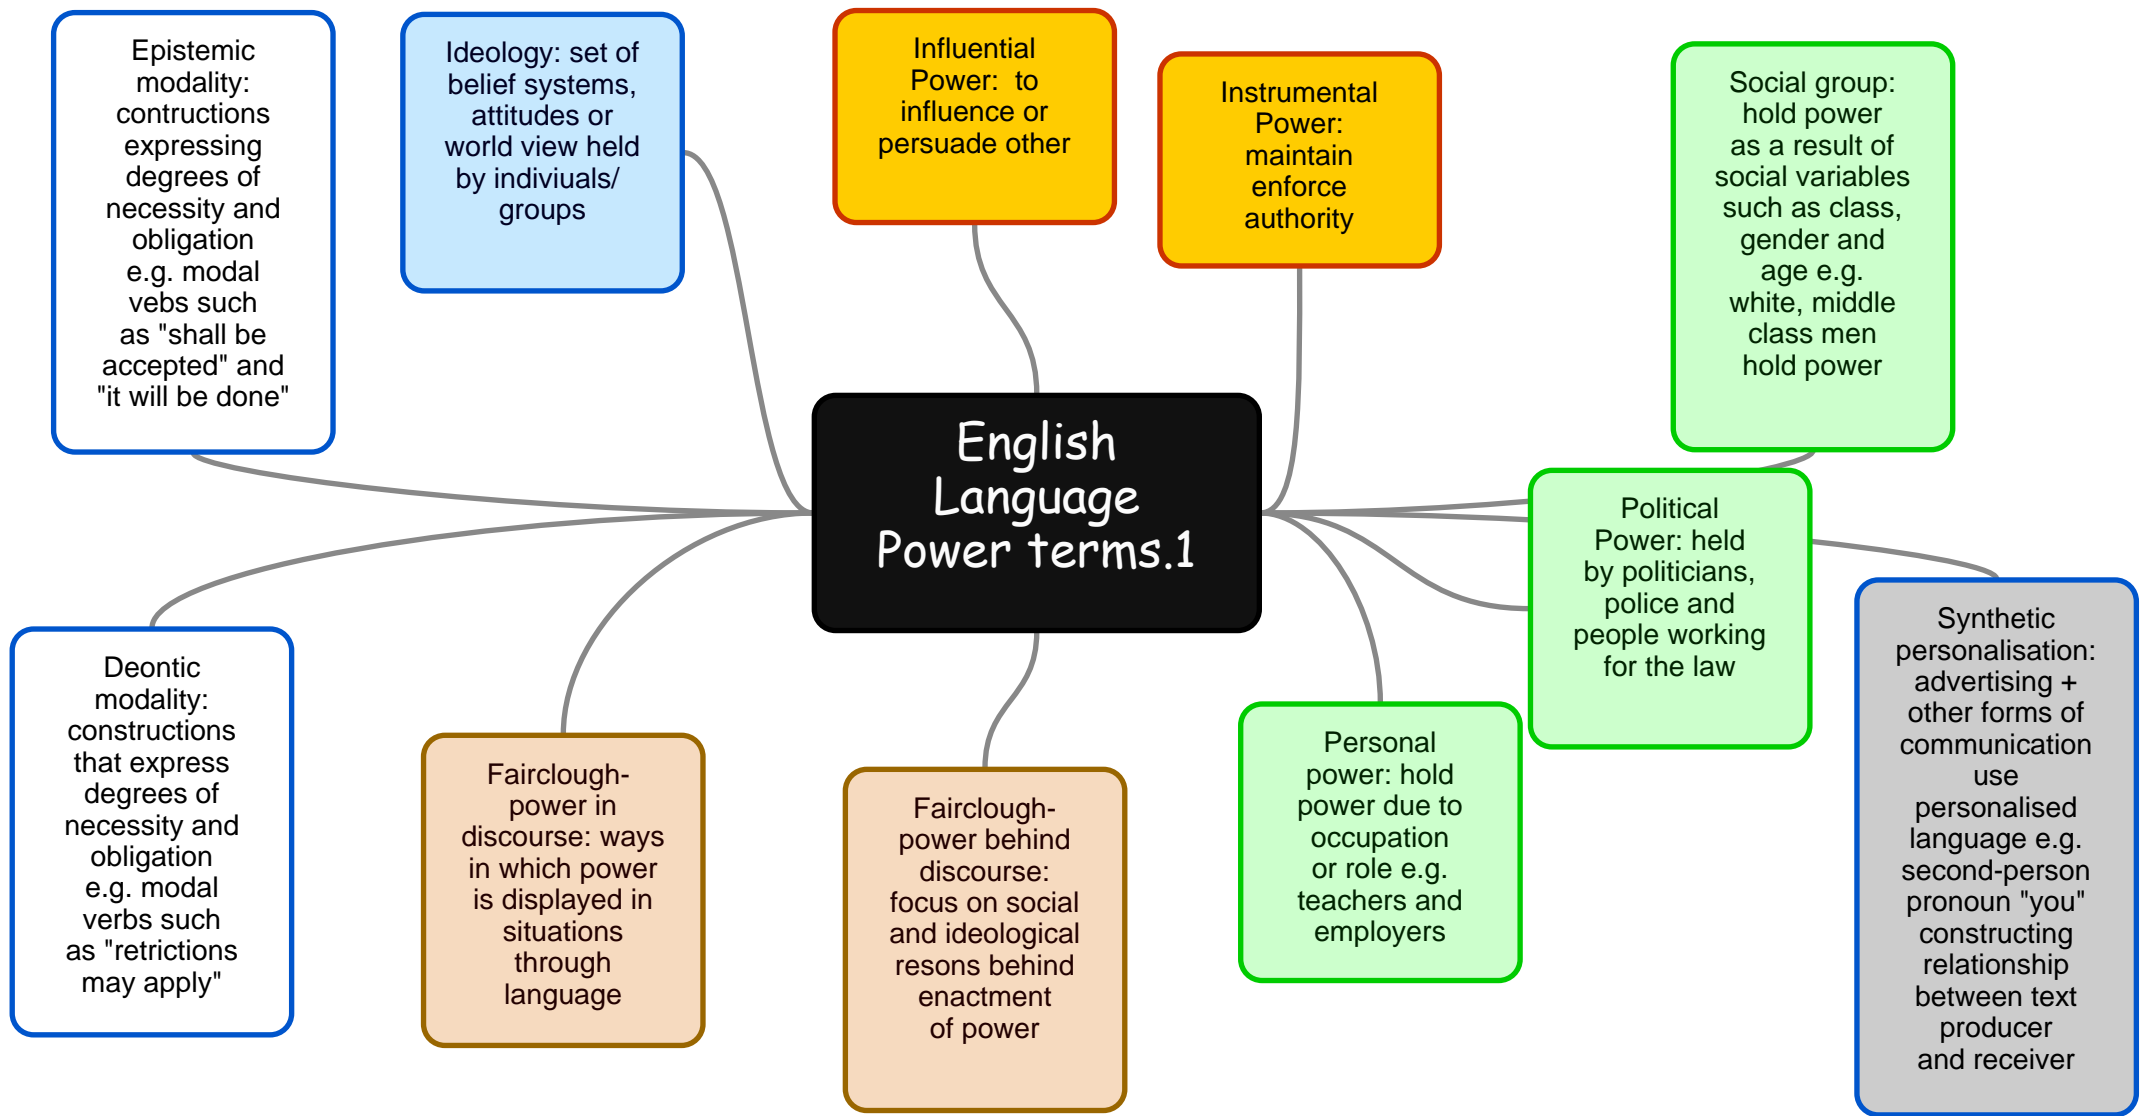 Epistemic
modality:
contructions
expressing
degrees of
necessity and
obligation
e.g. modal
vebs such
as "shall be
accepted" and
"it will be done"
Ideology: set of
belief systems,
attitudes or
world view held
by indiviuals/
groups
Influential
Power:  to
influence or
persuade other
Instrumental
Power:
maintain
enforce
authority
Social group:
hold power
as a result of
social variables
such as class,
gender and
age e.g.
white, middle
class men
hold power
English
Language
Power terms.1
Political
Power: held
by politicians,
police and
people working
for the law
Synthetic
personalisation:
advertising +
other forms of
communication
use
personalised
language e.g.
second-person
pronoun "you"
constructing
relationship
between text
producer
and receiver
Deontic
modality:
constructions
that express
degrees of
necessity and
obligation
e.g. modal
verbs such
as "retrictions
may apply"
Fairclough-
power in
discourse: ways
in which power
is displayed in
situations
through
language
Fairclough-
power behind
discourse:
focus on social
and ideological
resons behind
enactment
of power
Personal
power: hold
power due to
occupation
or role e.g.
teachers and
employers